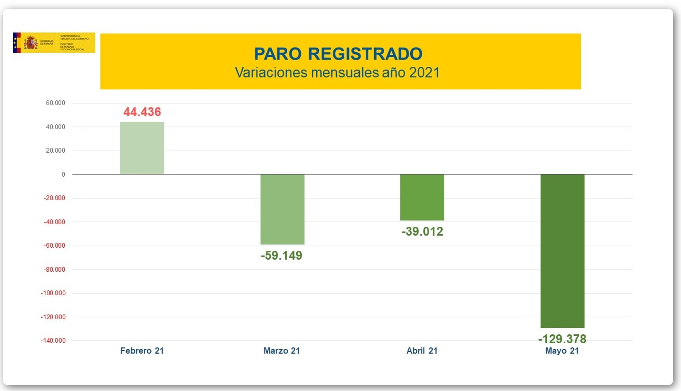 PARO REGISTRADO
Variaciones mensuales año 2021
60.000
44.436
40.000
20.000
0
-20.000
-40.000
-39.012
-60.000
-59.149
-80.000
-100.000
-120.000
-140.000
-129.378
Febrero 21
Marzo 21
Abril 21
Mayo 21